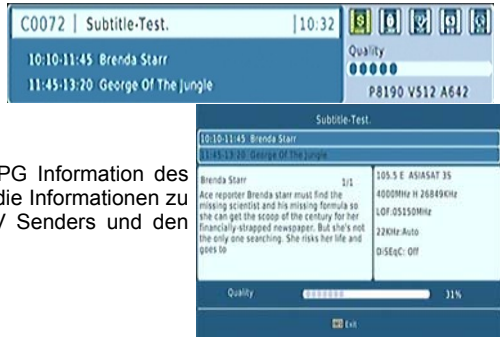 C0072 | Subtitle-Test. | 10:32
10:10-11:45 Brenda Starr
11:45-13:20 George Of The Jungle
Quality
P8190 V512 A642
Subtitle-Test.
10:10-11:45 Brenda Starr
11:45-13:20 George Of The Jungle
Brenda Starr 1/1
Ace reporter Brenda starr must find the
missing scientist and his missing formula so
she can get the scoop of the century for her
financially-strapped newspaper. But she's not
the only one searching. She risks her life and
goes to
105.5 E ASIASAT 3S
4000MHz H 26849KHz
LOF:05150MHz
22KHz:Auto
DiSEqC: Off
Quality 31%
Exit
PG Information des
die Informationen zu
V Senders und den